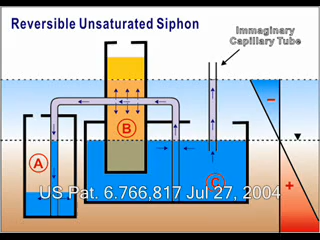 Reversible Unsaturated Siphon
Immaginary
Capillary Tube
B
A
C
−
+
US Pat. 6.766,817 Jul 27, 2004